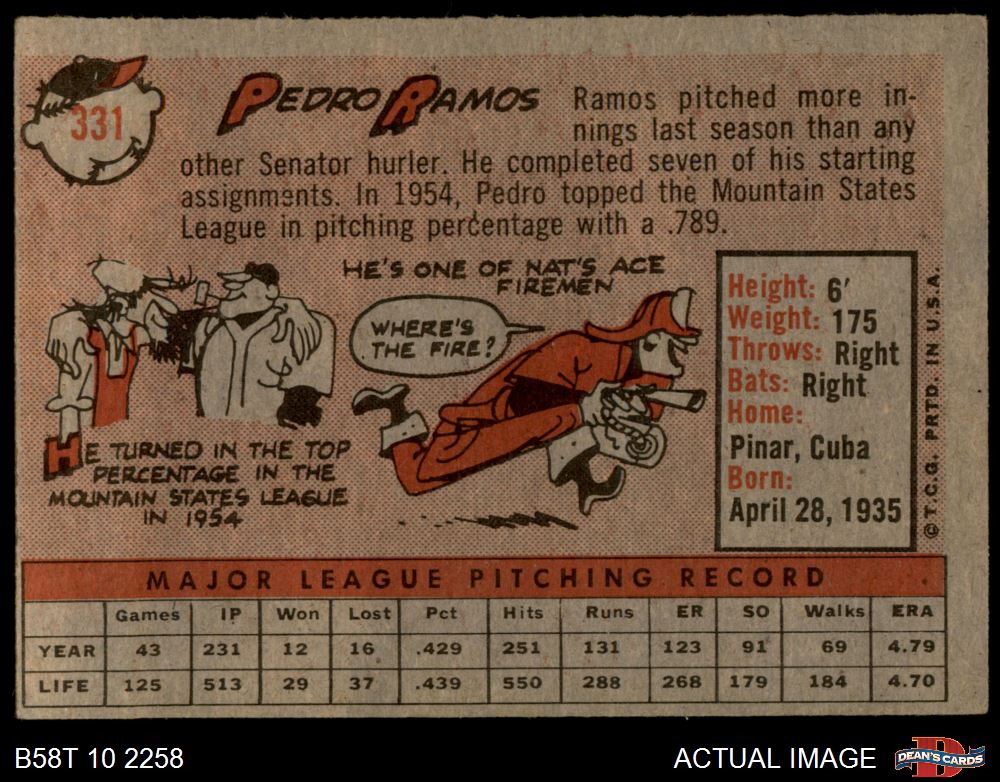 331
PEDRO RAMOS
Ramos pitched more in-
nings last season than any
other Senator hurler. He completed seven of his starting
assignments. In 1954, Pedro topped the Mountain States
League in pitching percentage with a .789.
HE'S ONE OF NAT'S ACE
FIREMEN
WHERE'S
THE FIRE?
HE TURNED IN THE TOP
PERCENTAGE IN THE
MOUNTAIN STATES LEAGUE
IN 1954
Height: 6'
Weight: 175
Throws: Right
Bats: Right
Home:
Pinar, Cuba
Born:
April 28, 1935
© T.C.G. PRTD. IN U.S.A.
MAJOR LEAGUE PITCHING RECORD
Games IP Won Lost Pct Hits Runs ER SO Walks ERA
YEAR 43 231 12 16 .429 251 131 123 91 69 4.79
LIFE 125 513 29 37 .439 550 288 268 179 184 4.70
B58T 10 2258
ACTUAL IMAGE
D
DEAN'S CARDS